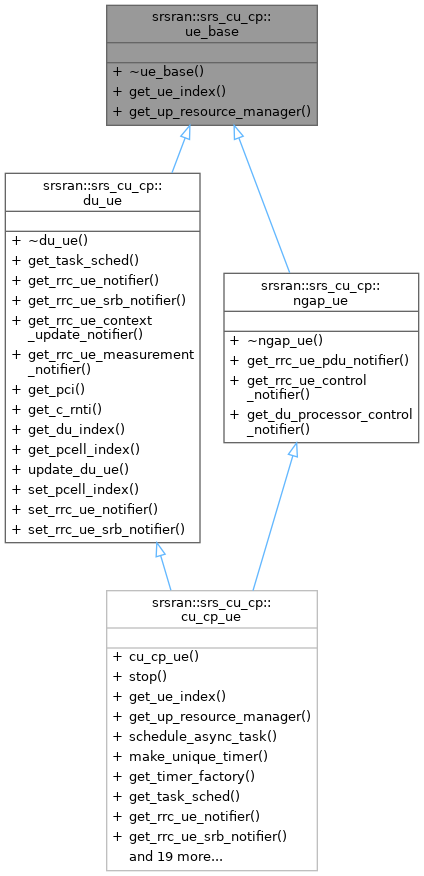 srsran::srs_cu_cp::
ue_base
+ ~ue_base()
+ get_ue_index()
+ get_up_resource_manager()
srsran::srs_cu_cp::
du_ue
+ ~du_ue()
+ get_task_sched()
+ get_rrc_ue_notifier()
+ get_rrc_ue_srb_notifier()
+ get_rrc_ue_context
_update_notifier()
+ get_rrc_ue_measurement
_notifier()
+ get_pci()
+ get_c_rnti()
+ get_du_index()
+ get_pcell_index()
+ update_du_ue()
+ set_pcell_index()
+ set_rrc_ue_notifier()
+ set_rrc_ue_srb_notifier()
srsran::srs_cu_cp::
ngap_ue
+ ~ngap_ue()
+ get_rrc_ue_pdu_notifier()
+ get_rrc_ue_control
_notifier()
+ get_du_processor_control
_notifier()
srsran::srs_cu_cp::
cu_cp_ue
+ cu_cp_ue()
+ stop()
+ get_ue_index()
+ get_up_resource_manager()
+ schedule_async_task()
+ make_unique_timer()
+ get_timer_factory()
+ get_task_sched()
+ get_rrc_ue_notifier()
+ get_rrc_ue_srb_notifier()
and 19 more...